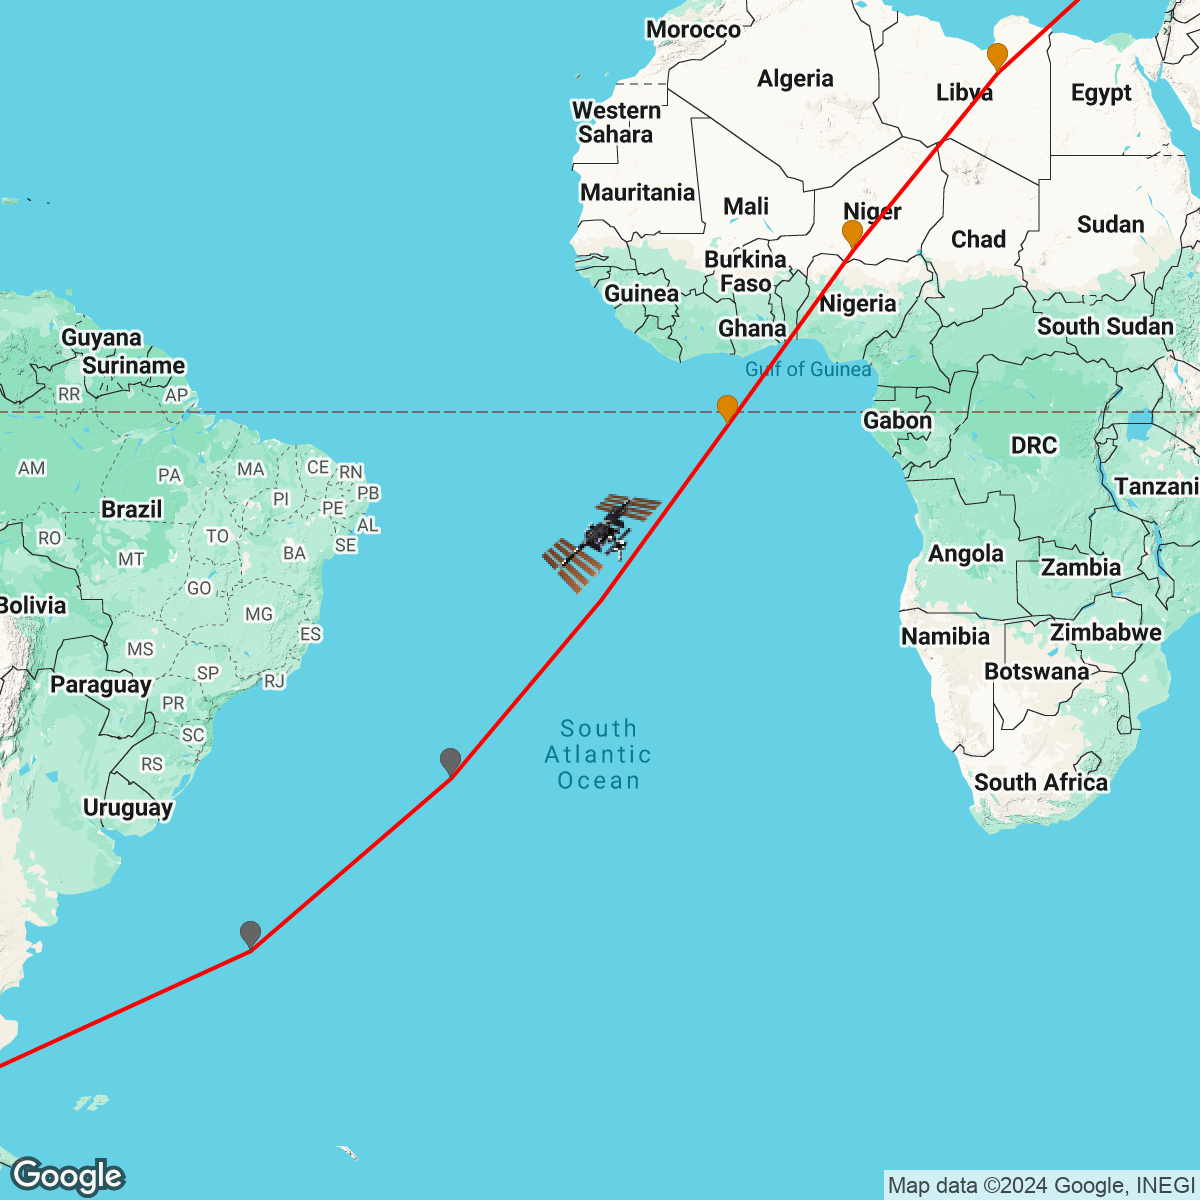 Morocco
Algeria
Libya
Egypt
Western
Sahara
Mauritania
Mali
Niger
Chad
Sudan
Burkina
Faso
Guinea
Nigeria
Ghana
South Sudan
Guyana
Suriname
Gulf of Guinea
RR
AP
Gabon
DRC
AM
PA
MA
CE
RN
PB
Tanzani
Brazil
PI
PE
AL
RO
TO
SE
MT
BA
Angola
Zambia
GO
Bolivia
MG
ES
Namibia
Zimbabwe
MS
SP
RJ
Botswana
Paraguay
PR
SC
South
Atlantic
Ocean
RS
South Africa
Uruguay
Google
Map data ©2024 Google, INEGI